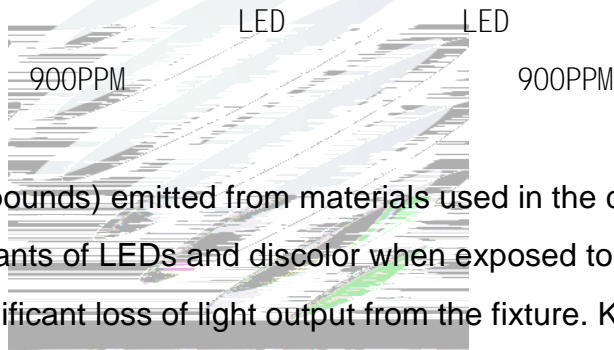 LED LED
900PPM 900PPM
ounds) emitted from materials used in the c
ants of LEDs and discolor when exposed to
ificant loss of light output from the fixture. K